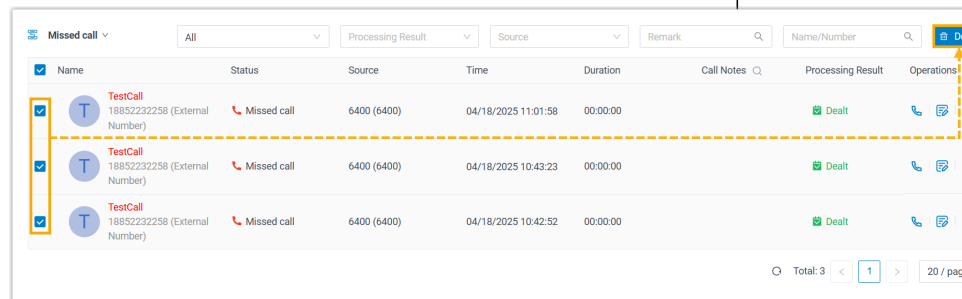 Missed call All Processing Result Source Remark Name/Number
Name Status Source Time Duration Call Notes Processing Result Operations
TestCall
T 18852232258 (External Missed call 6400 (6400) 04/18/2025 11:01:58 00:00:00 Dealt
Number)
TestCall
T 18852232258 (External Missed call 6400 (6400) 04/18/2025 10:43:23 00:00:00 Dealt
Number)
TestCall
T 18852232258 (External Missed call 6400 (6400) 04/18/2025 10:42:52 00:00:00 Dealt
Number)
Total: 3 < 1 > 20 / pag